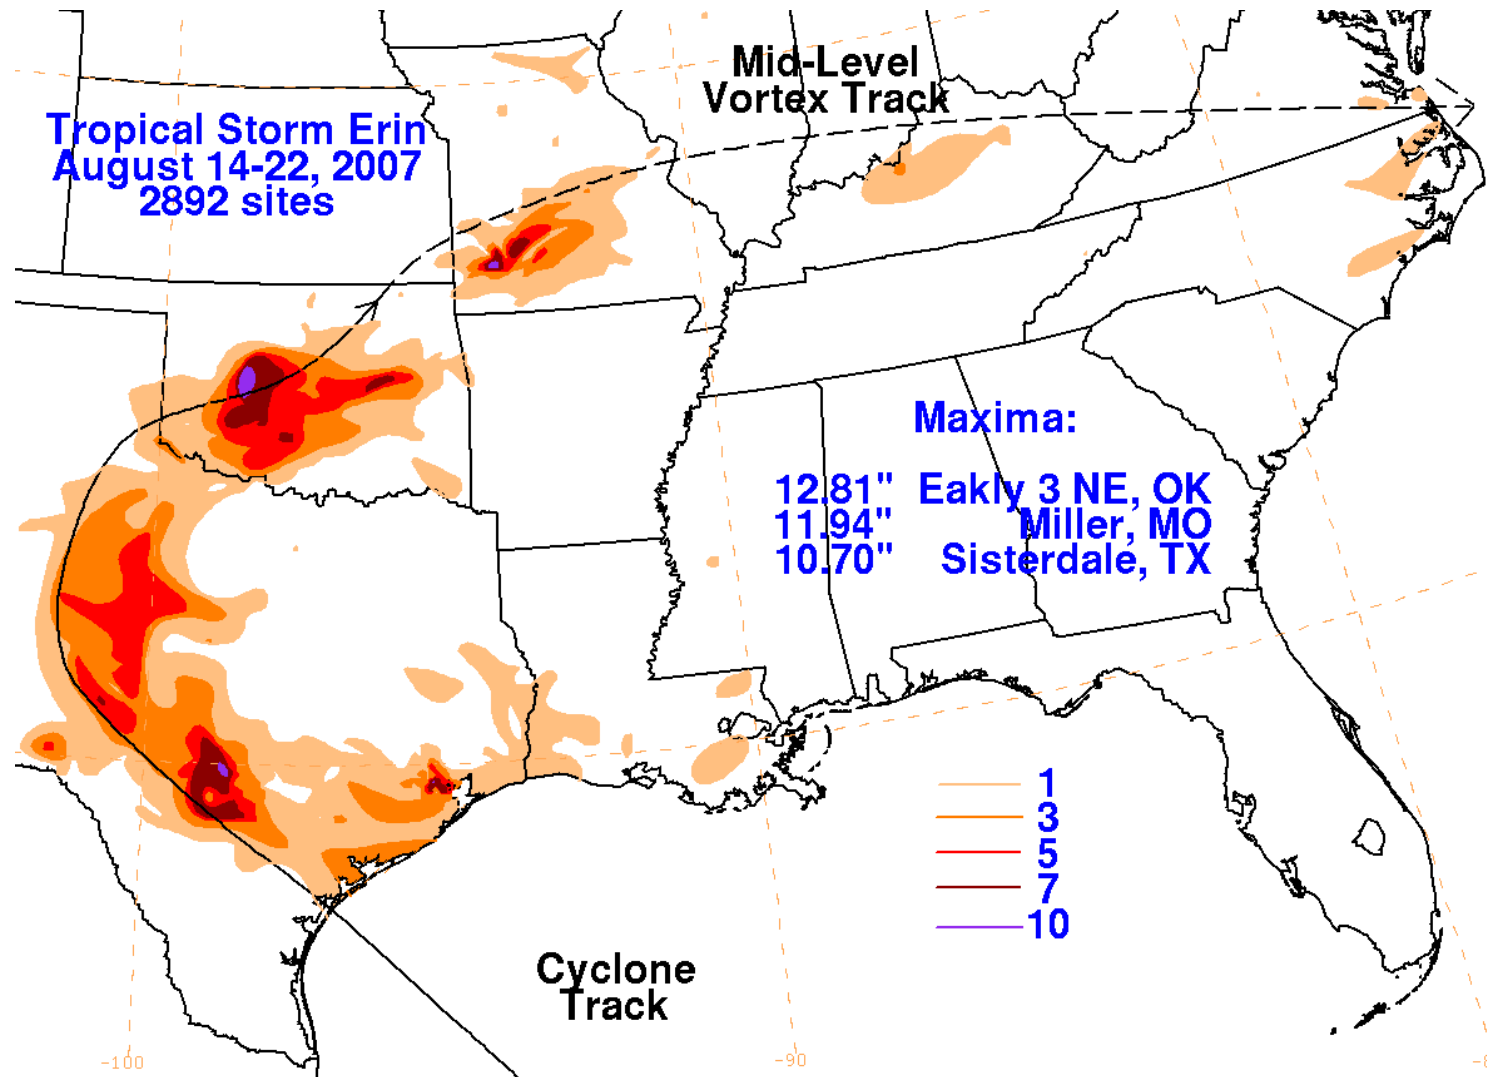 Mid-Level
Vortex Track
Tropical Storm Erin
August 14-22, 2007
2892 sites
Maxima:
12.81" Eakly 3 NE, OK
11.94" Miller, MO
10.70" Sisterdale, TX
1
3
5
7
10
Cyclone
Track
-100
-90